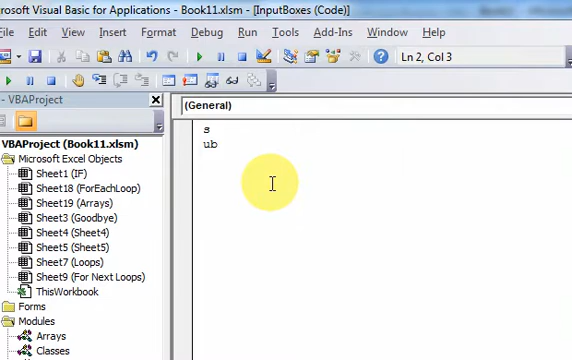 rosoft Visual Basic for Applications - Book11.xlsm - [InputBoxes (Code)]
Edit View Insert Format Debug Run Tools Add-Ins Window Help
Ln 2, Col 3
- VBAProject
(General)
s
ub
VBAProject (Book11.xlsm)
Microsoft Excel Objects
Sheet1 (IF)
Sheet18 (ForEachLoop)
Sheet19 (Arrays)
Sheet3 (Goodbye)
Sheet4 (Sheet4)
Sheet5 (Sheet5)
Sheet7 (Loops)
Sheet9 (For Next Loops)
ThisWorkbook
Forms
Modules
Arrays
Classes